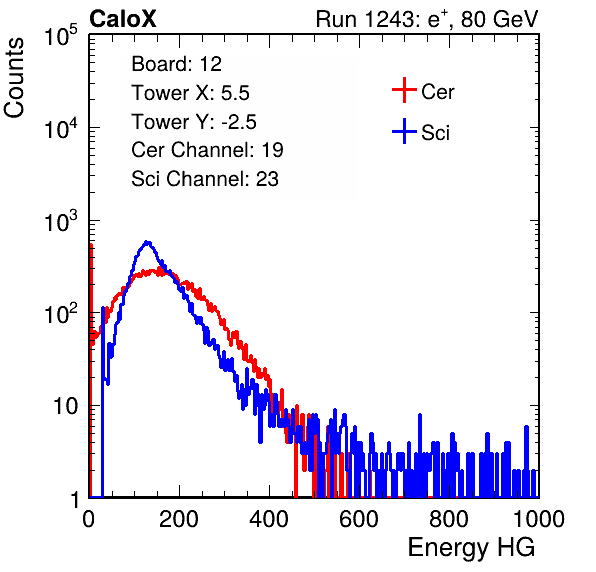 CaloX Run 1243: e⁺, 80 GeV
Counts
10⁵
10⁴
10³
10²
10
1
Board: 12
Tower X: 5.5
Tower Y: -2.5
Cer Channel: 19
Sci Channel: 23
Cer
Sci
0 200 400 600 800 1000
Energy HG